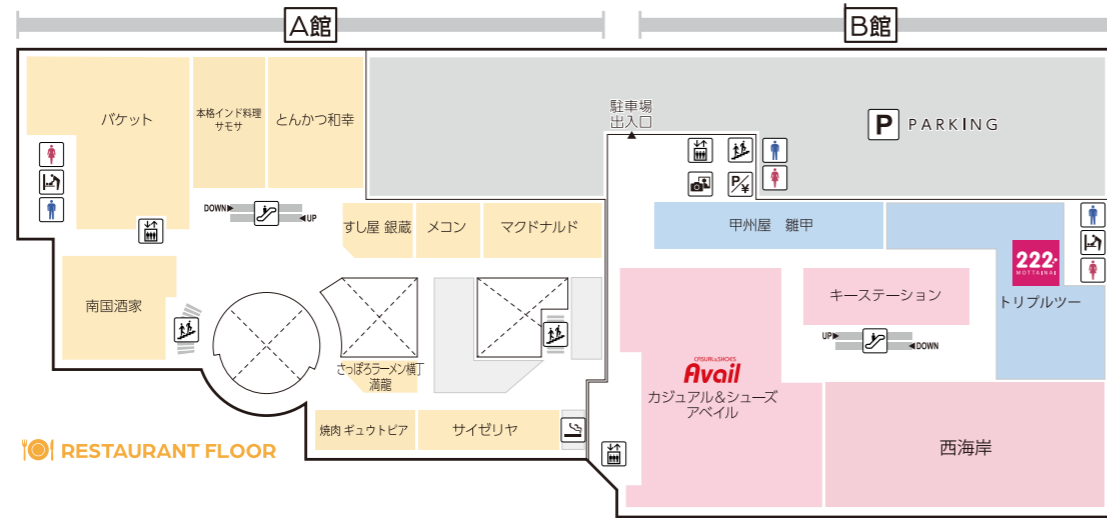 A館
B館
バケット
本格インド料理
サモサ
とんかつ和幸
駐車場
出入口
P PARKING
P/¥
DOWN
UP
すし屋 銀蔵
メコン
マクドナルド
甲州屋 雛甲
222
MOTTAINAI
トリプルツー
南国酒家
キーステーション
UP
DOWN
さっぽろラーメン横丁
満龍
CASUAL&SHOES
Avail
カジュアル&シューズ
アベイル
焼肉 ギュウトピア
サイゼリヤ
西海岸
RESTAURANT FLOOR